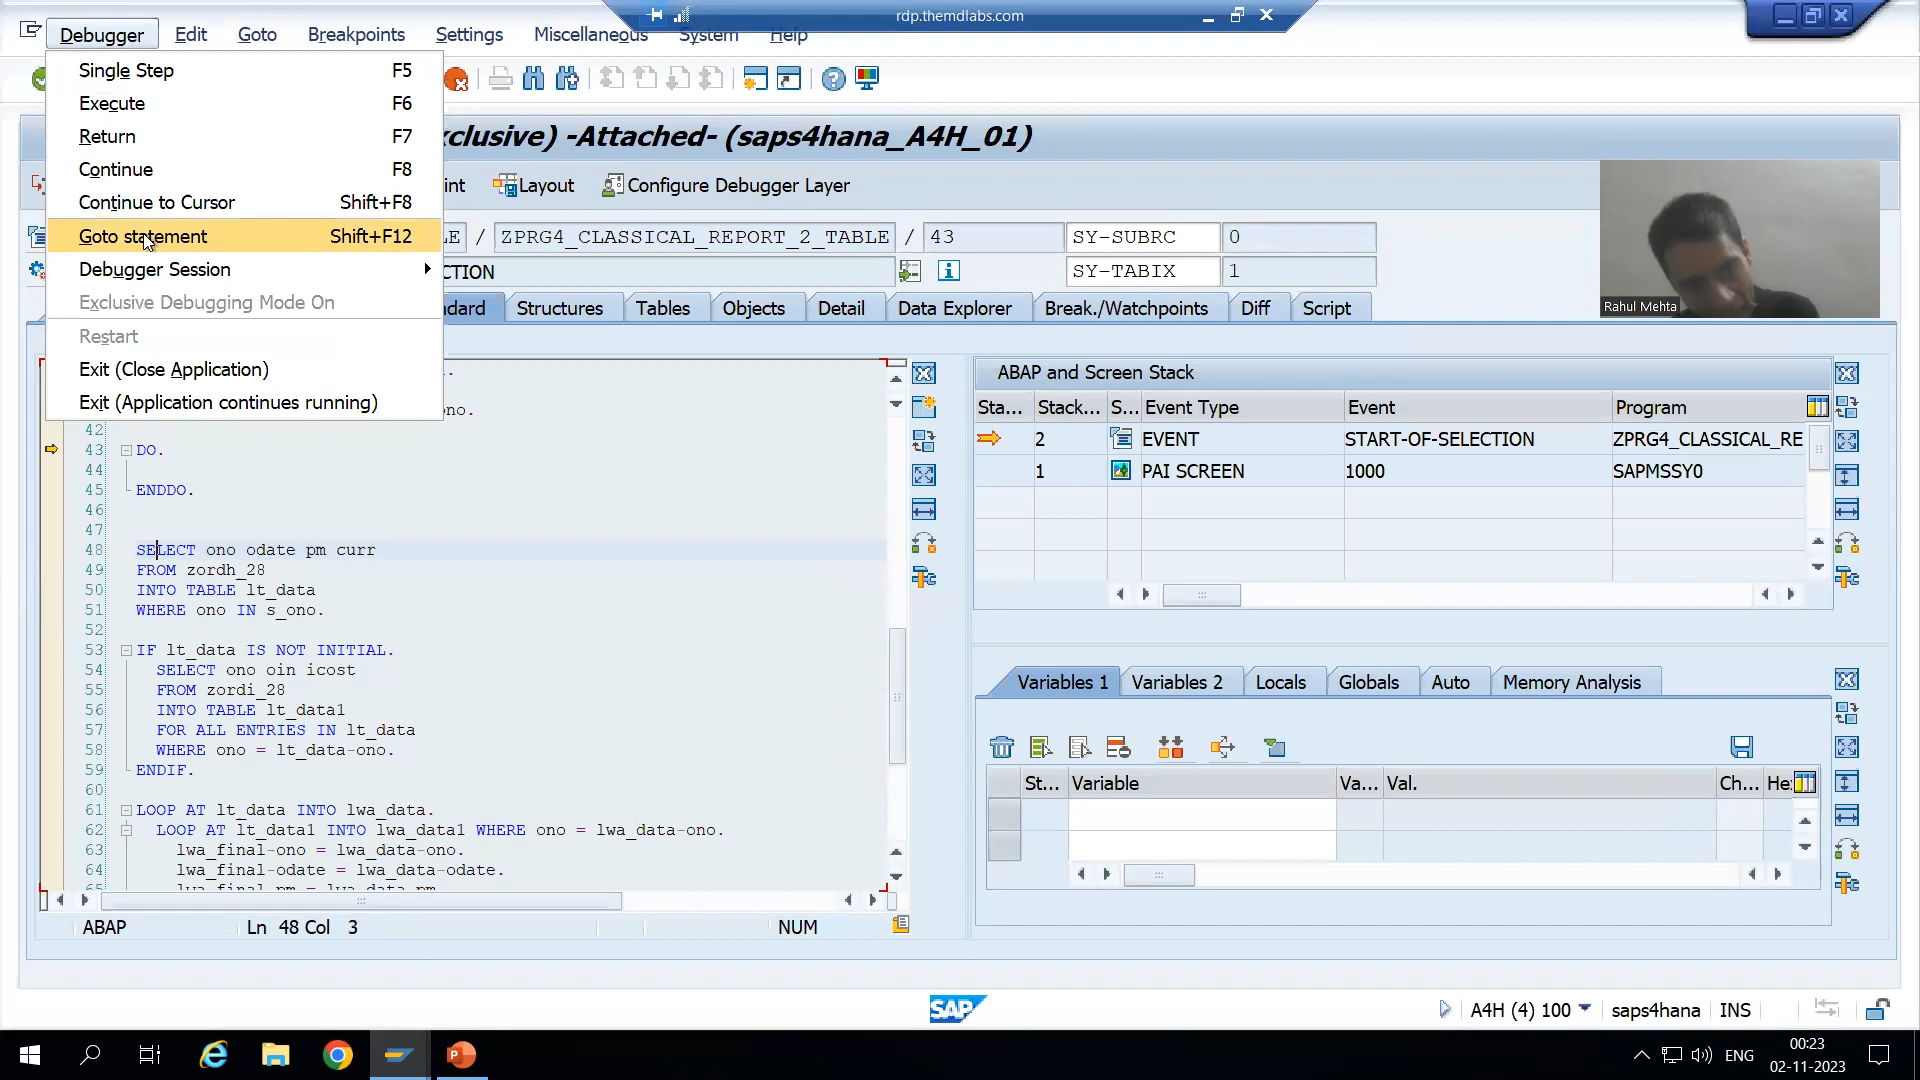 rdp.themdlabs.com
Debugger Edit Goto Breakpoints Settings Miscellaneous System Help
Single Step F5
Execute F6
Return F7
Continue F8
Continue to Cursor Shift+F8
Goto statement Shift+F12
Debugger Session
Exclusive Debugging Mode On
Restart
Exit (Close Application)
Exit (Application continues running)
xclusive) -Attached- (saps4hana_A4H_01)
int Layout Configure Debugger Layer
LE / ZPRG4_CLASSICAL_REPORT_2_TABLE / 43 SY-SUBRC 0
CTION SY-TABIX 1
Rahul Mehta
ndard Structures Tables Objects Detail Data Explorer Break./Watchpoints Diff Script
ono.
42
43 DO.
44
45 ENDDO.
46
47
48 SELECT ono odate pm curr
49 FROM zordh_28
50 INTO TABLE lt_data
51 WHERE ono IN s_ono.
52
53 IF lt_data IS NOT INITIAL.
54 SELECT ono oin icost
55 FROM zordi_28
56 INTO TABLE lt_data1
57 FOR ALL ENTRIES IN lt_data
58 WHERE ono = lt_data-ono.
59 ENDIF.
60
61 LOOP AT lt_data INTO lwa_data.
62 LOOP AT lt_data1 INTO lwa_data1 WHERE ono = lwa_data-ono.
63 lwa_final-ono = lwa_data-ono.
64 lwa_final-odate = lwa_data-odate.
65 lwa_final-pm = lwa_data-pm
ABAP Ln 48 Col 3 NUM
ABAP and Screen Stack
Sta... Stack... S... Event Type Event Program
2 EVENT START-OF-SELECTION ZPRG4_CLASSICAL_RE
1 PAI SCREEN 1000 SAPMSSY0
Variables 1 Variables 2 Locals Globals Auto Memory Analysis
St... Variable Va... Val. Ch... He
SAP A4H (4) 100 saps4hana INS
ENG 00:23
02-11-2023